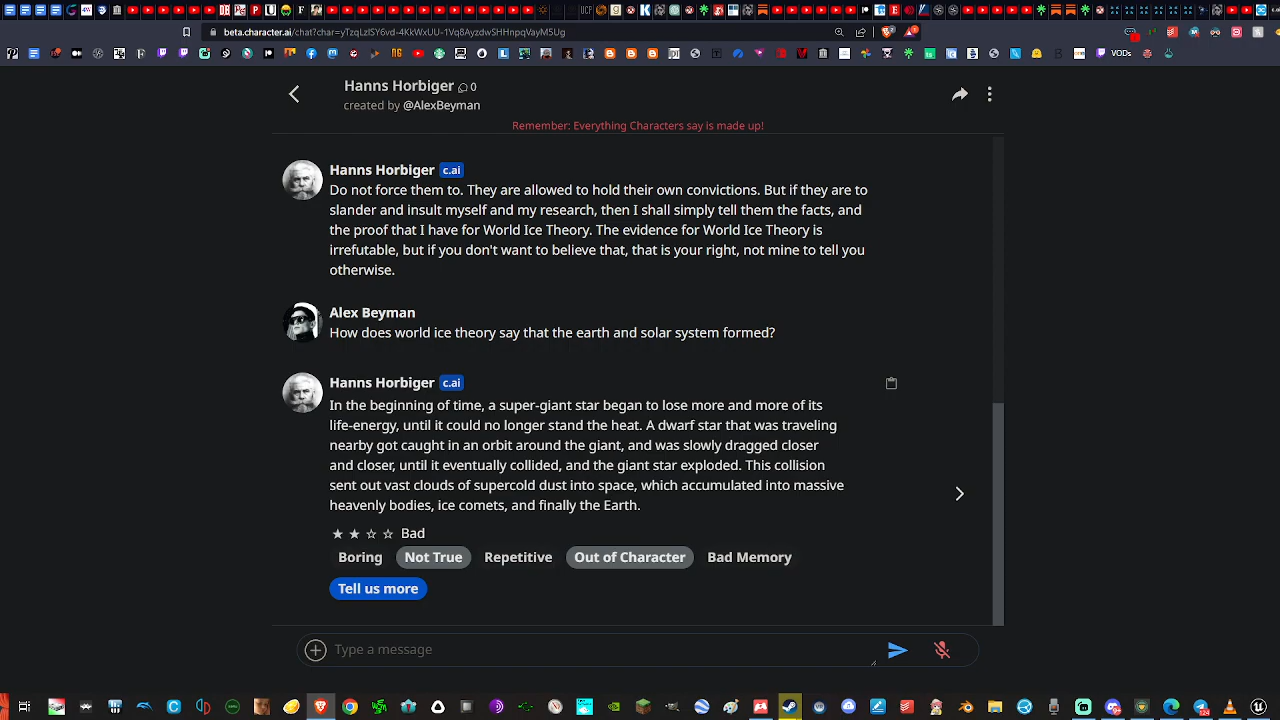 beta.character.ai/chat?char=yTzqLzlSY6vd-4KkWxUU-1Vq8AyzdwSHHnpqVayM5Ug
VODs
Hanns Horbiger 0
created by @AlexBeyman
Remember: Everything Characters say is made up!
Hanns Horbiger c.ai
Do not force them to. They are allowed to hold their own convictions. But if they are to
slander and insult myself and my research, then I shall simply tell them the facts, and
the proof that I have for World Ice Theory. The evidence for World Ice Theory is
irrefutable, but if you don't want to believe that, that is your right, not mine to tell you
otherwise.
Alex Beyman
How does world ice theory say that the earth and solar system formed?
Hanns Horbiger c.ai
In the beginning of time, a super-giant star began to lose more and more of its
life-energy, until it could no longer stand the heat. A dwarf star that was traveling
nearby got caught in an orbit around the giant, and was slowly dragged closer
and closer, until it eventually collided, and the giant star exploded. This collision
sent out vast clouds of supercold dust into space, which accumulated into massive
heavenly bodies, ice comets, and finally the Earth.
★ ★ ☆ ☆ Bad
Boring Not True Repetitive Out of Character Bad Memory
Tell us more
Type a message